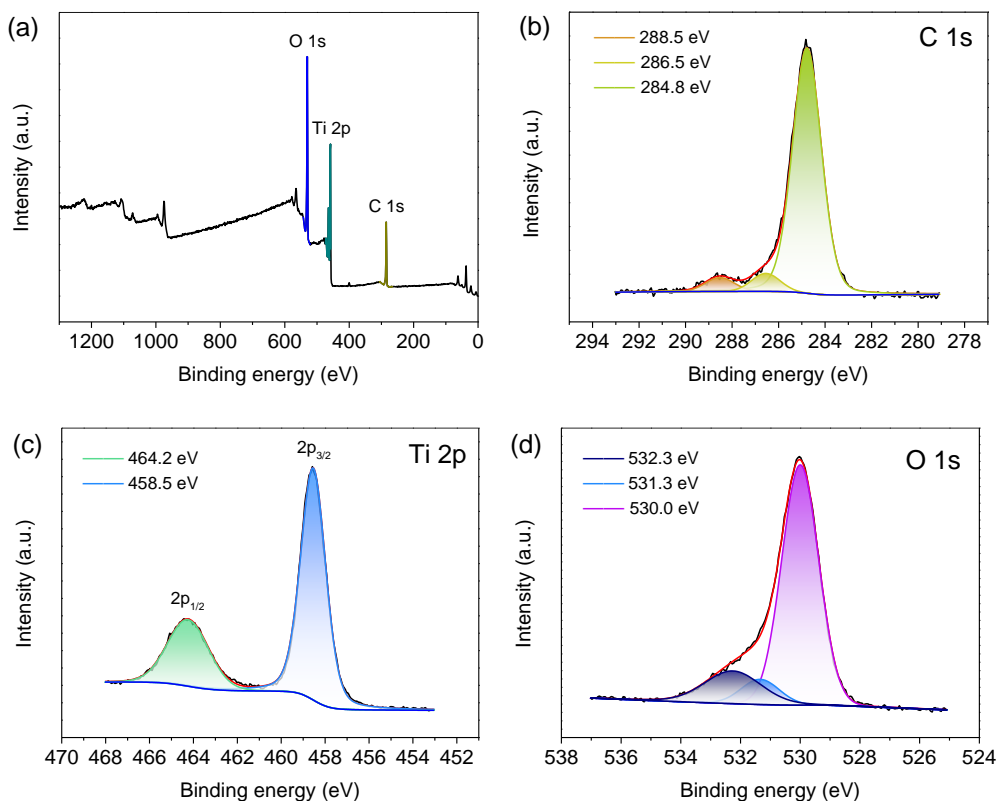 (a)
O 1s
Ti 2p
C 1s
Intensity (a.u.)
1200 1000 800 600 400 200 0
Binding energy (eV)
(b)
C 1s
288.5 eV
286.5 eV
284.8 eV
Intensity (a.u.)
294 292 290 288 286 284 282 280 278
Binding energy (eV)
(c)
Ti 2p
464.2 eV
458.5 eV
2p3/2
2p1/2
Intensity (a.u.)
470 468 466 464 462 460 458 456 454 452
Binding energy (eV)
(d)
O 1s
532.3 eV
531.3 eV
530.0 eV
Intensity (a.u.)
538 536 534 532 530 528 526 524
Binding energy (eV)